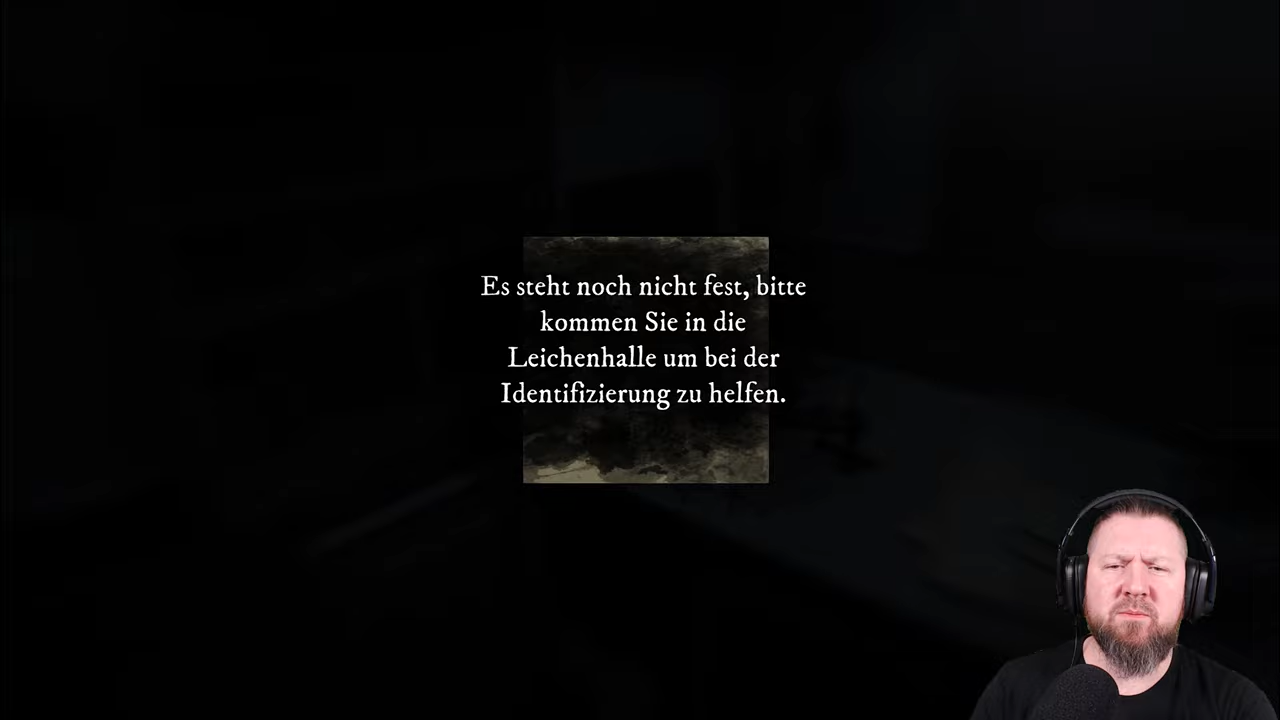 Es steht noch nicht fest, bitte
kommen Sie in die
Leichenhalle um bei der
Identifizierung zu helfen.